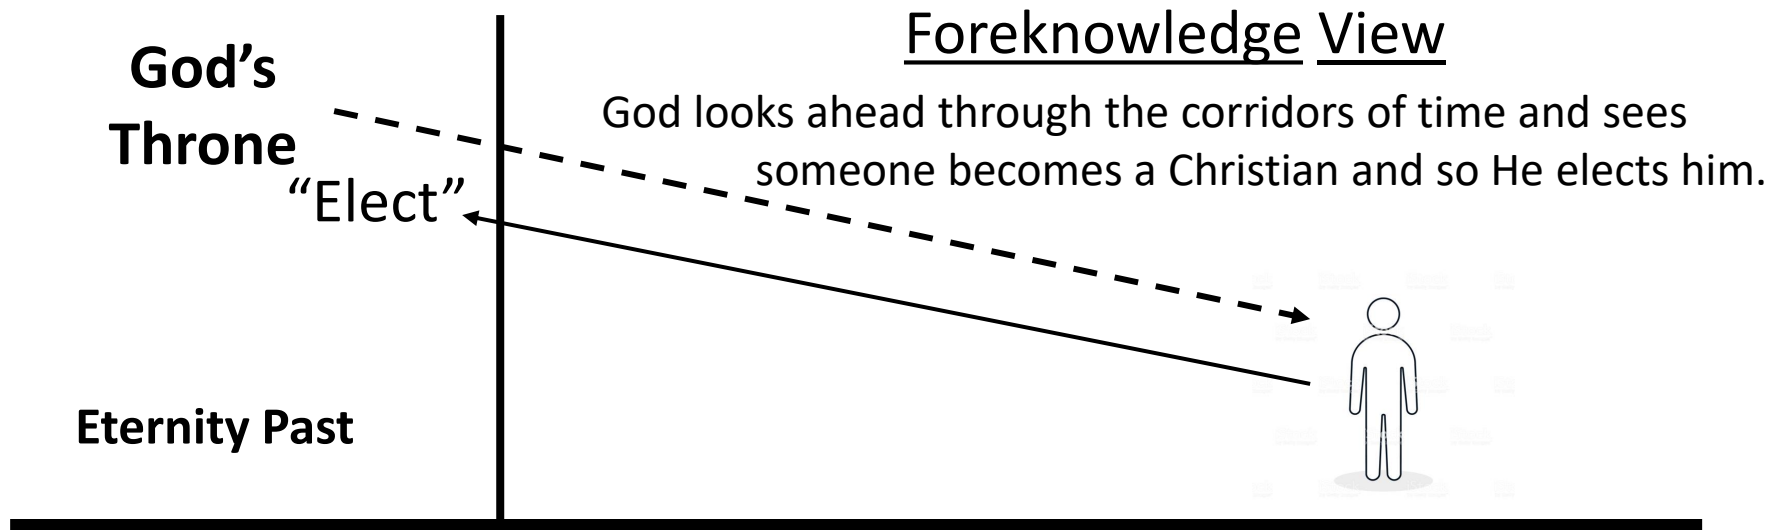 Foreknowledge View
God's
Throne
God looks ahead through the corridors of time and sees
someone becomes a Christian and so He elects him.
“Elect”
Eternity Past